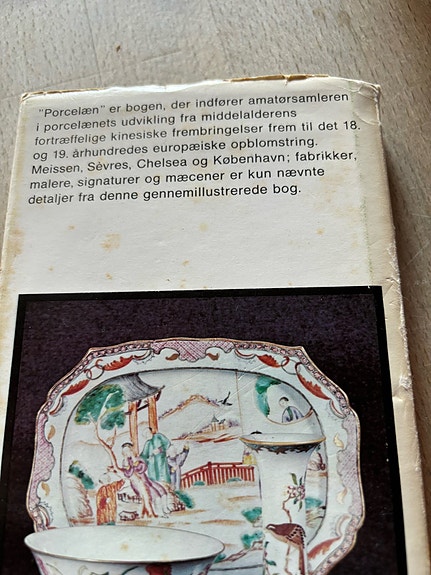 "Porcelæn" er bogen, der indfører amatørsamleren
i porcelænets udvikling fra middelalderens
fortræffelige kinesiske frembringelser frem til det 18.
og 19. århundredes europæiske opblomstring.
Meissen, Sèvres, Chelsea og København; fabrikker,
malere, signaturer og mæcener er kun nævnte
detaljer fra denne gennemillustrerede bog.